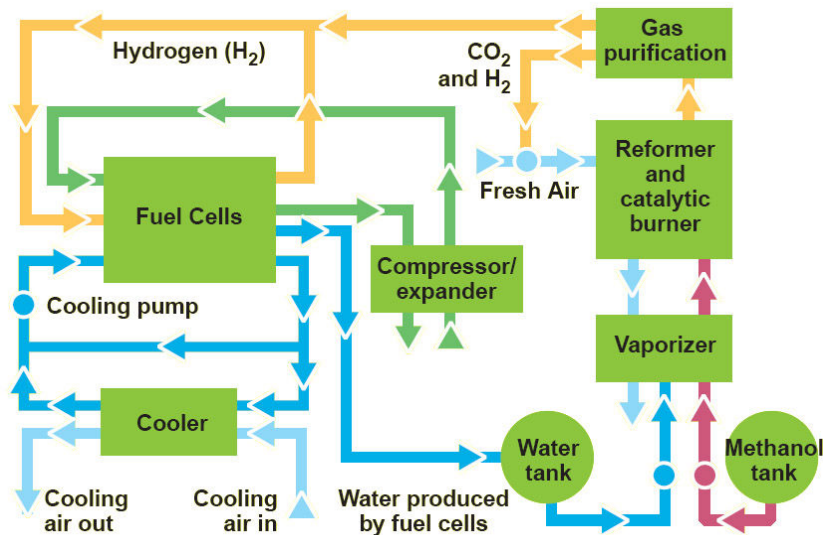 Gas
purification
Hydrogen (H₂)
CO₂
and H₂
Reformer
and
catalytic
burner
Fresh Air
Fuel Cells
Compressor/
expander
Cooling pump
Vaporizer
Cooler
Water
tank
Methanol
tank
Cooling
air out
Cooling
air in
Water produced
by fuel cells